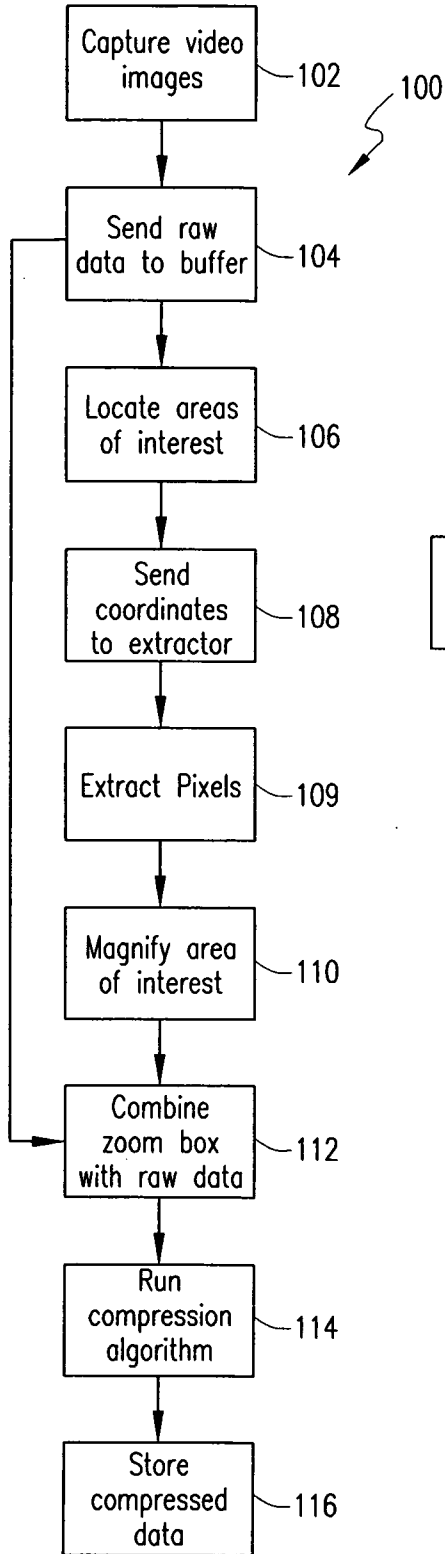 Capture video
images
102
100
Send raw
data to buffer
104
Locate areas
of interest
106
Send
coordinates
to extractor
108
Extract Pixels
109
Magnify area
of interest
110
Combine
zoom box
with raw data
112
Run
compression
algorithm
114
Store
compressed
data
116